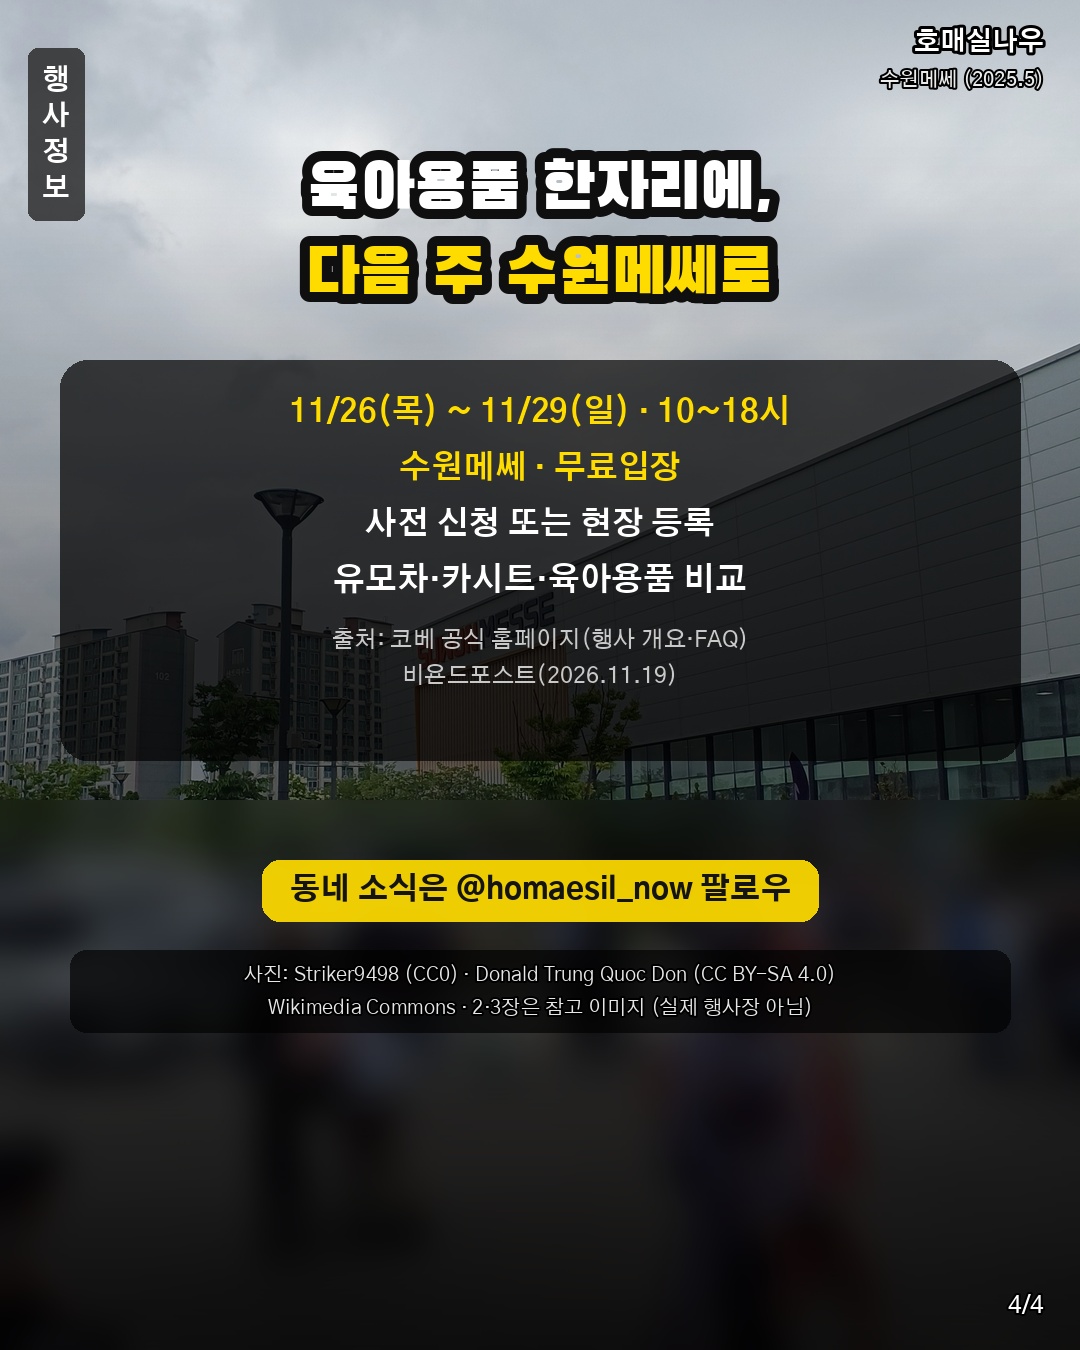 행사정보
호매실나우
수원메쎄 (2025.5)
육아용품 한자리에,
다음 주 수원메쎄로
11/26(목) ~ 11/29(일) · 10~18시
수원메쎄 · 무료입장
사전 신청 또는 현장 등록
유모차·카시트·육아용품 비교
출처: 코베 공식 홈페이지(행사 개요·FAQ)
비욘드포스트(2026.11.19)
동네 소식은 @homaesil_now 팔로우
사진: Striker9498 (CC0) · Donald Trung Quoc Don (CC BY-SA 4.0)
Wikimedia Commons · 2·3장은 참고 이미지 (실제 행사장 아님)
4/4